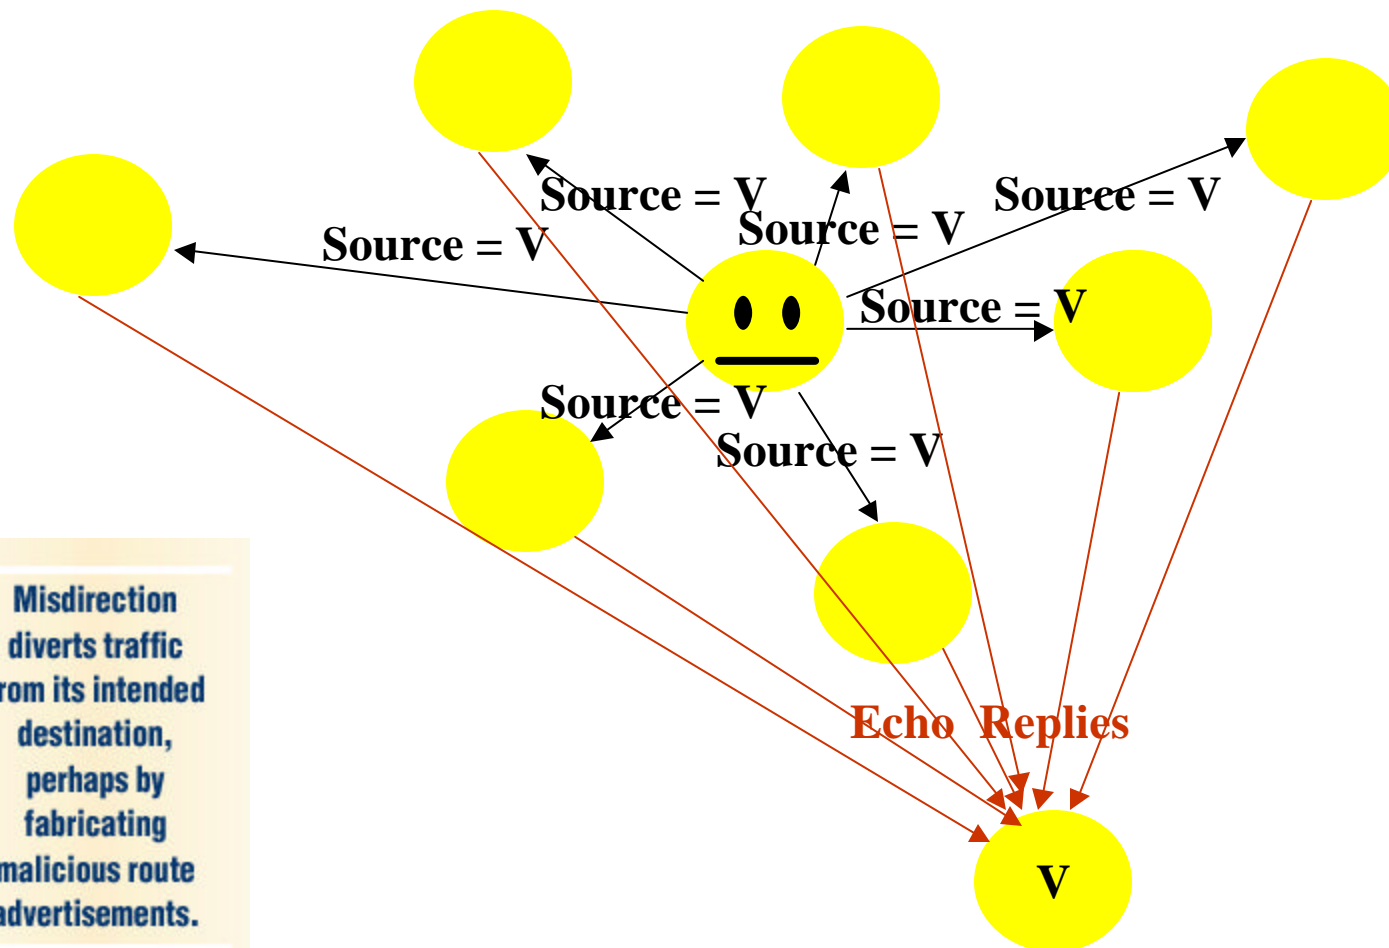 Source = V
Source = V
Source = V
Source = V
Source = V
Source = V
Source = V
Misdirection
diverts traffic
rom its intended
destination,
perhaps by
fabricating
malicious route
advertisements.
Echo Replies
V